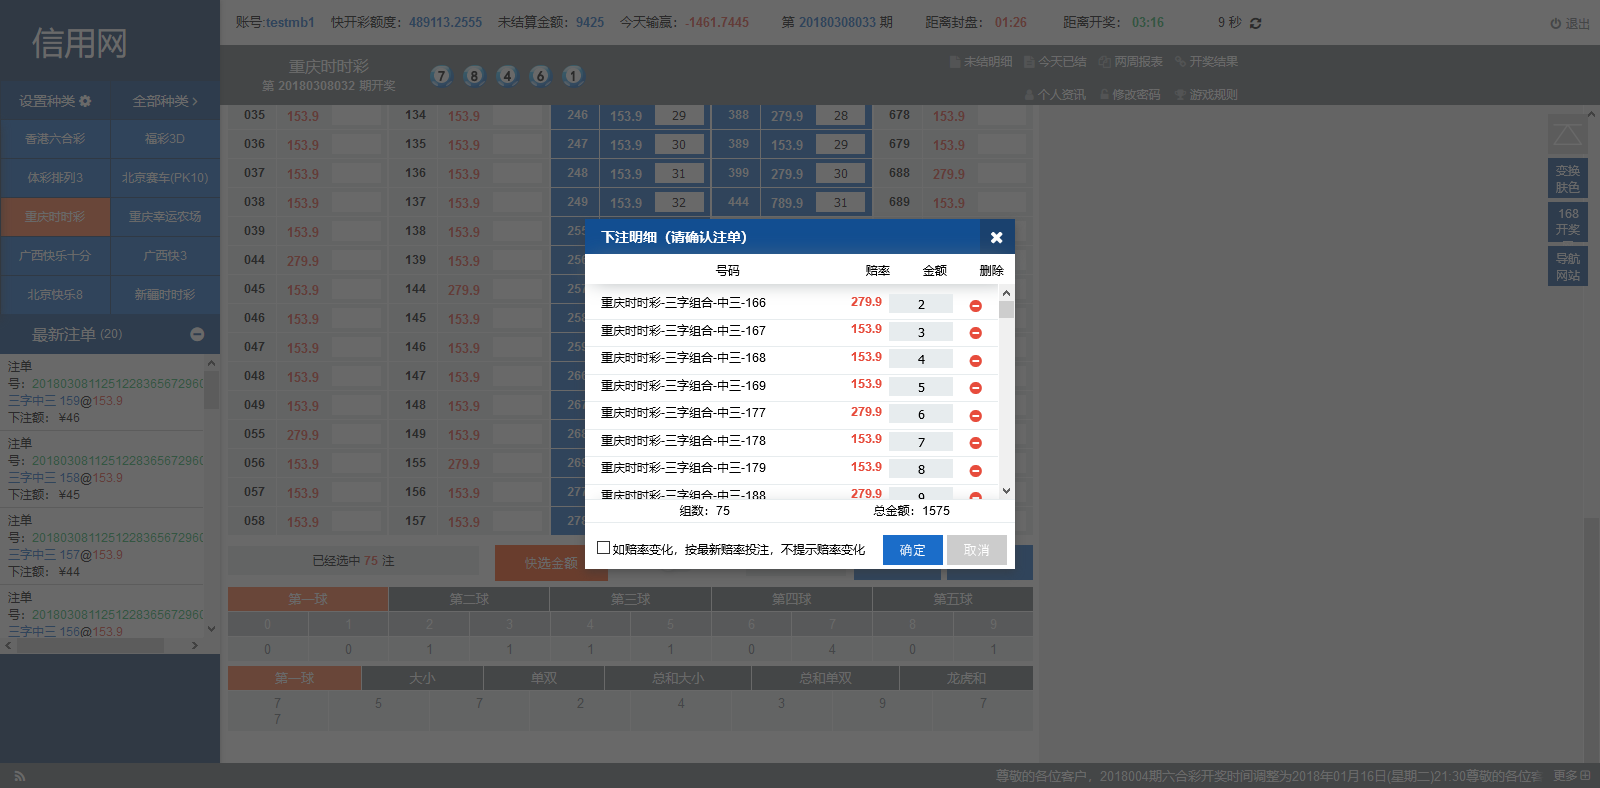 信用网
账号:testmb1 快开彩额度：489113.2555 未结算金额：9425 今天输赢：-1461.7445 第 20180308033 期 距离封盘：01:26 距离开奖：03:16 9 秒
退出
重庆时时彩
第 20180308032 期开奖
7 8 4 6 1
未结明细 今天已结 两周报表 开奖结果
个人资讯 修改密码 游戏规则
设置种类 全部种类
香港六合彩 福彩3D
体彩排列3 北京赛车(PK10)
重庆时时彩 重庆幸运农场
广西快乐十分 广西快3
北京快乐8 新疆时时彩
最新注单 (20)
注单
号：2018030811251228365672960
三字中三 159@153.9
下注额： ¥46
注单
号：2018030811251228365672960
三字中三 158@153.9
下注额： ¥45
注单
号：2018030811251228365672960
三字中三 157@153.9
下注额： ¥44
注单
号：2018030811251228365672960
三字中三 156@153.9
035 153.9 134 153.9 246 153.9 29 388 279.9 28 678 153.9
036 153.9 135 153.9 247 153.9 30 389 153.9 29 679 153.9
037 153.9 136 153.9 248 153.9 31 399 279.9 30 688 279.9
038 153.9 137 153.9 249 153.9 32 444 789.9 31 689 153.9
039 153.9 138 153.9
044 279.9 139 153.9
045 153.9 144 279.9
046 153.9 145 153.9
047 153.9 146 153.9
048 153.9 147 153.9
049 153.9 148 153.9
055 279.9 149 153.9
056 153.9 155 279.9
057 153.9 156 153.9
058 153.9 157 153.9
下注明细（请确认注单）
号码 赔率 金额 删除
重庆时时彩-三字组合-中三-166 279.9 2
重庆时时彩-三字组合-中三-167 153.9 3
重庆时时彩-三字组合-中三-168 153.9 4
重庆时时彩-三字组合-中三-169 153.9 5
重庆时时彩-三字组合-中三-177 279.9 6
重庆时时彩-三字组合-中三-178 153.9 7
重庆时时彩-三字组合-中三-179 153.9 8
重庆时时彩-三字组合-中三-188 279.9 9
组数：75 总金额：1575
如赔率变化，按最新赔率投注，不提示赔率变化 确定 取消
已经选中 75 注 快选金额
第一球 第二球 第三球 第四球 第五球
0 1 2 3 4 5 6 7 8 9
0 0 1 1 1 1 0 4 0 1
第一球 大小 单双 总和大小 总和单双 龙虎和
7 5 7 2 4 3 9 7
7
变换
肤色
168
开奖
导航
网站
尊敬的各位客户，2018004期六合彩开奖时间调整为2018年01月16日(星期二)21:30尊敬的各位客 更多